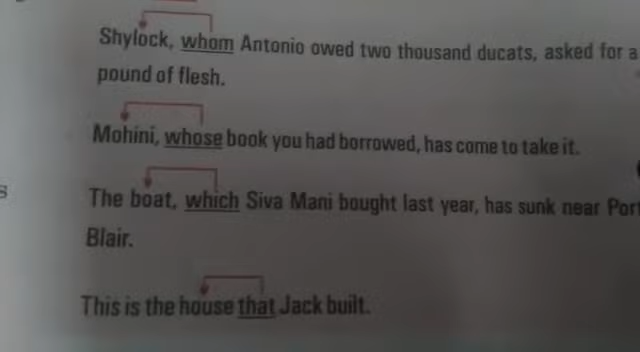 Shylock, whom Antonio owed two thousand ducats, asked for a
pound of flesh.
Mohini, whose book you had borrowed, has come to take it.
s
The boat, which Siva Mani bought last year, has sunk near Port
Blair.
This is the house that Jack built.